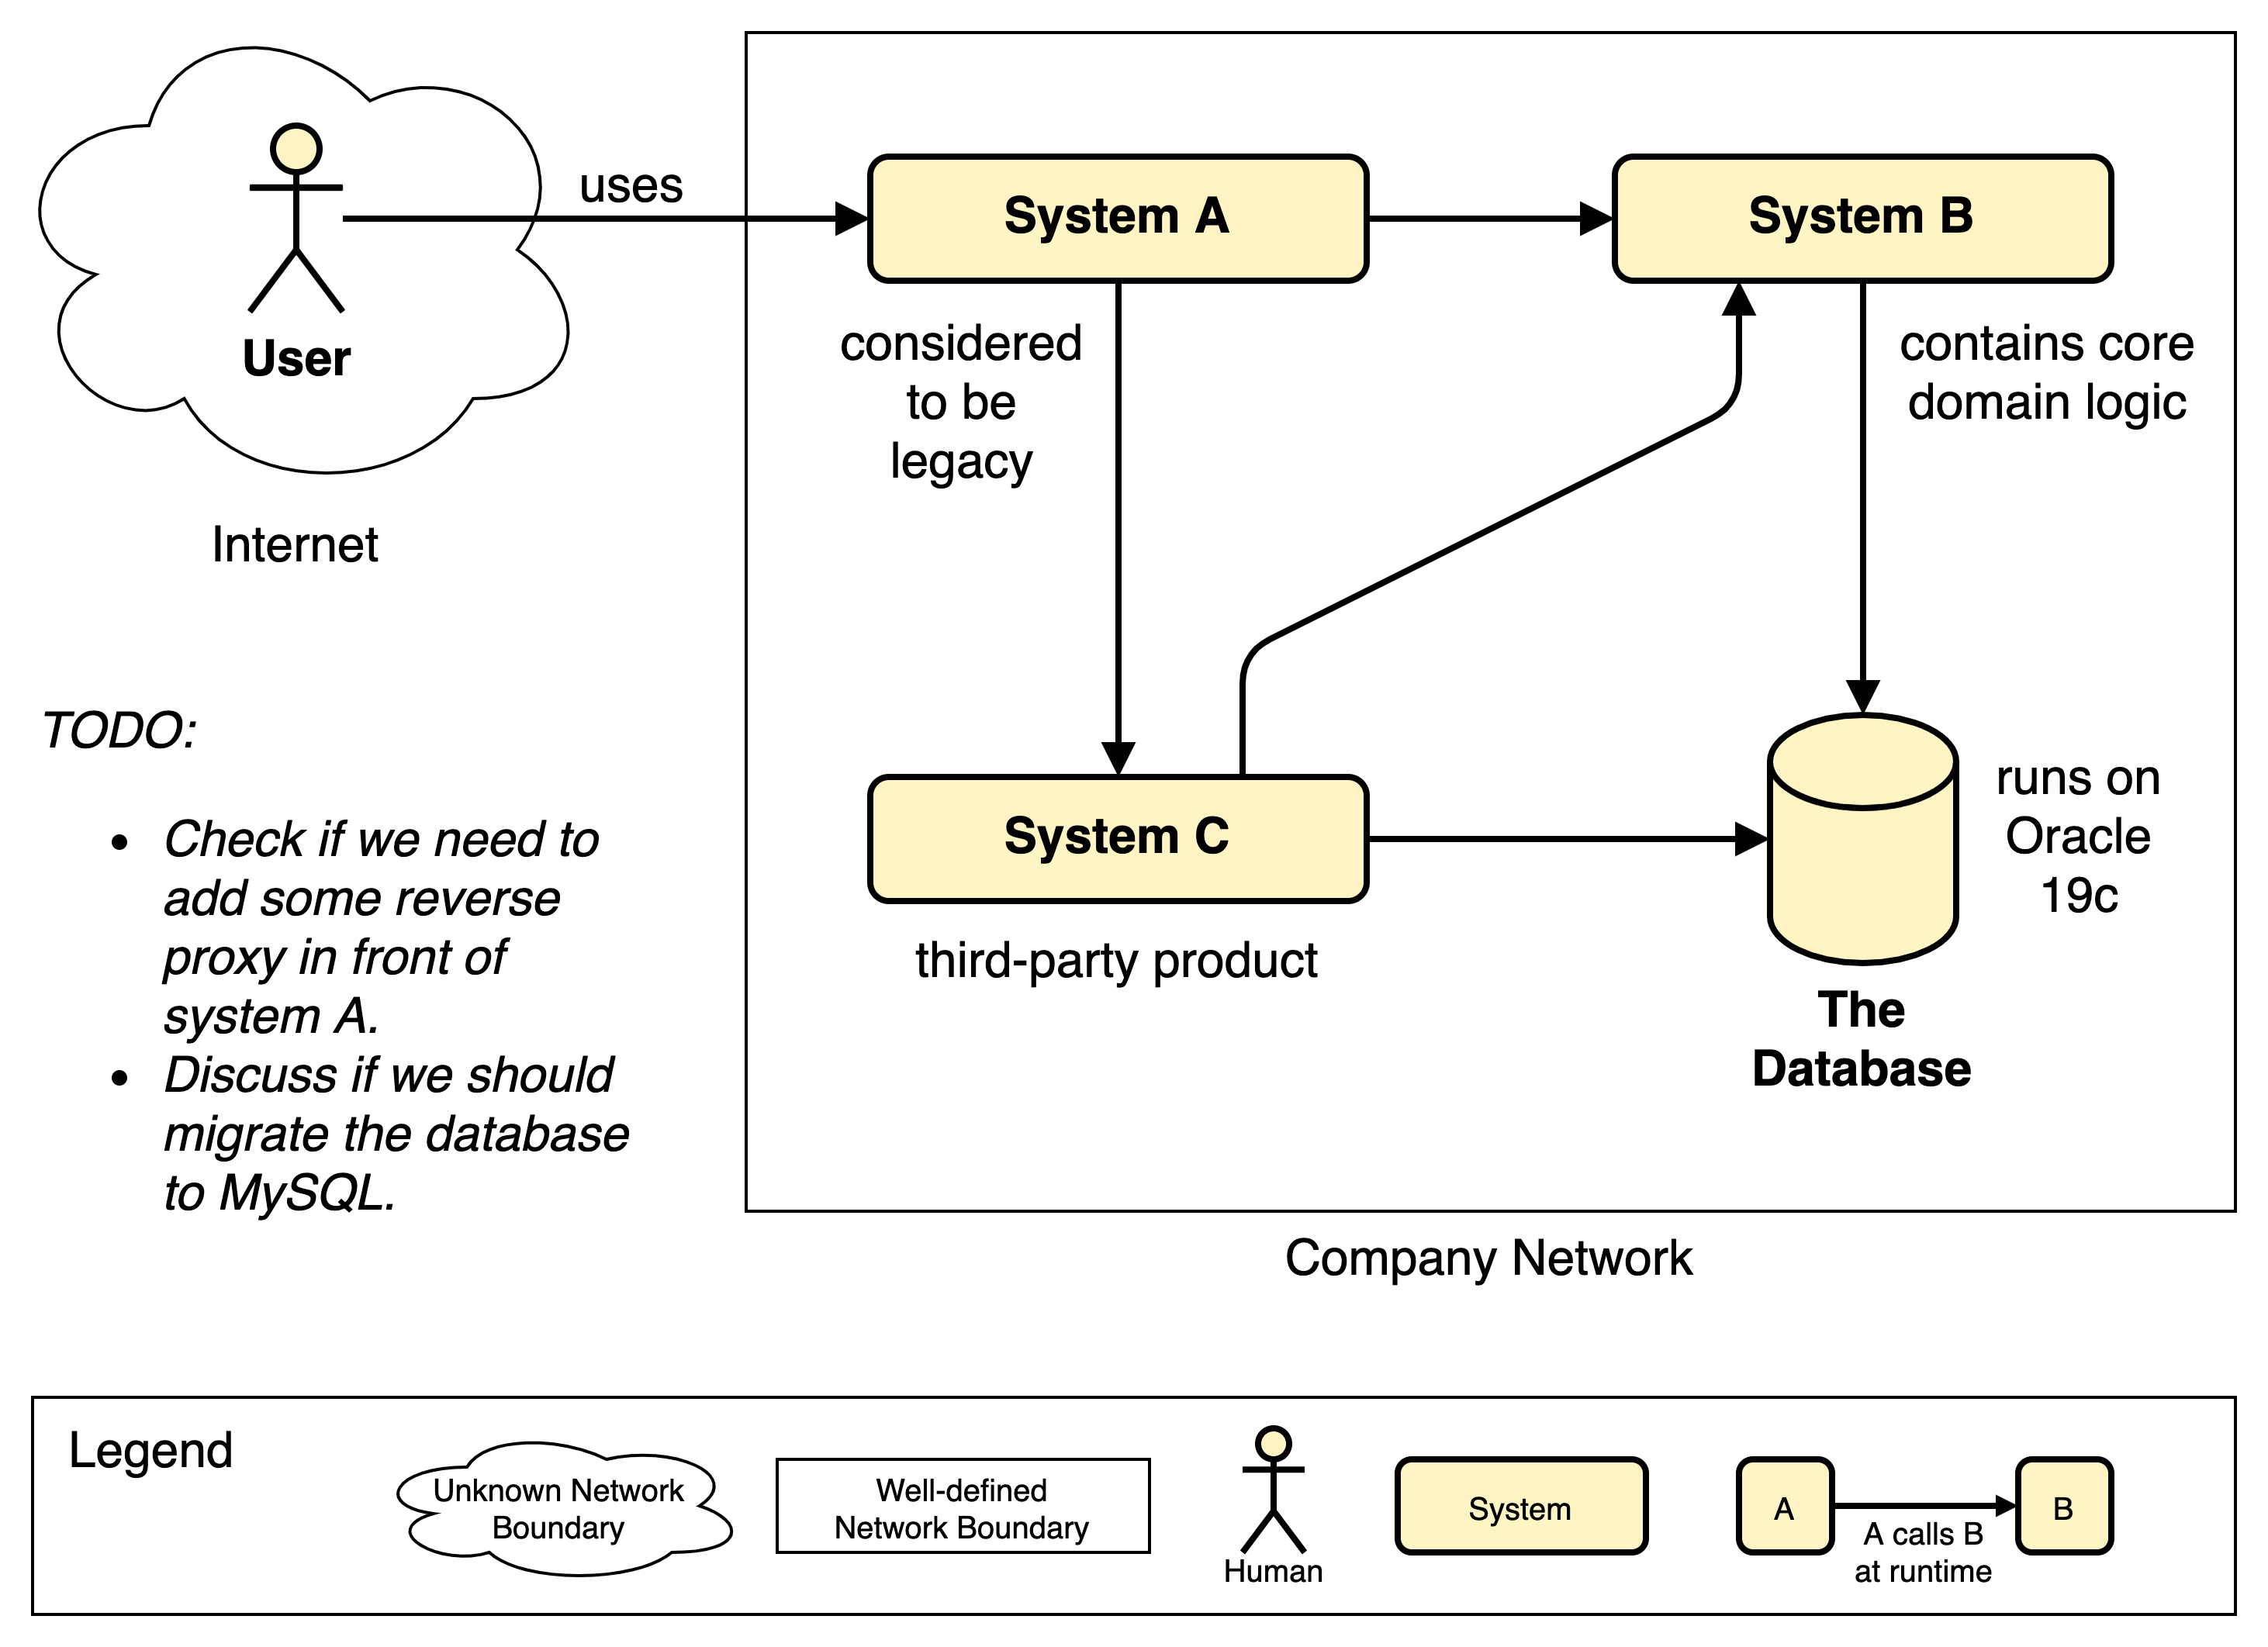 uses
System A
System B
User
considered
to be
legacy
contains core
domain logic
Internet
TODO:
• Check if we need to
add some reverse
proxy in front of
system A.
• Discuss if we should
migrate the database
to MySQL.
System C
third-party product
runs on
Oracle
19c
The
Database
Company Network
Legend
Unknown Network
Boundary
Well-defined
Network Boundary
Human
System
A
A calls B
at runtime
B